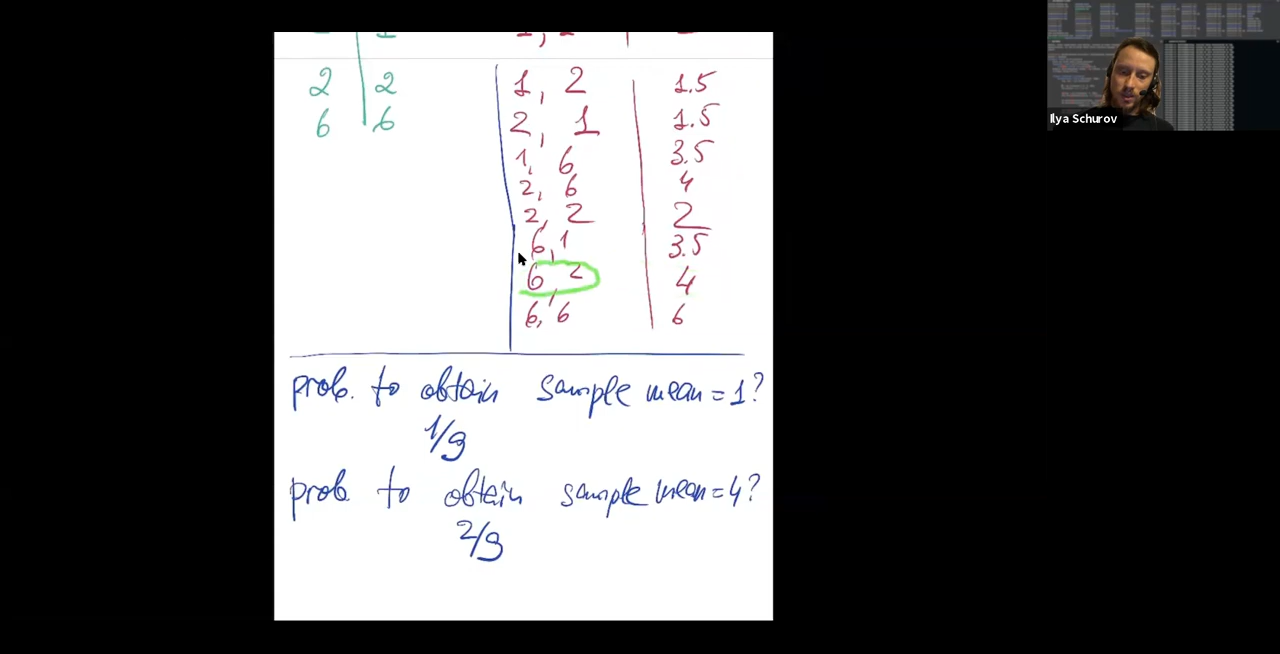 2 2
6 6
1, 2 1.5
2, 1 1.5
1, 6 3.5
2, 6 4
2, 2 2
6, 1 3.5
6, 2 4
6, 6 6
prob. to obtain sample mean = 1?
1/9
prob. to obtain sample mean = 4?
2/9
Ilya Schurov